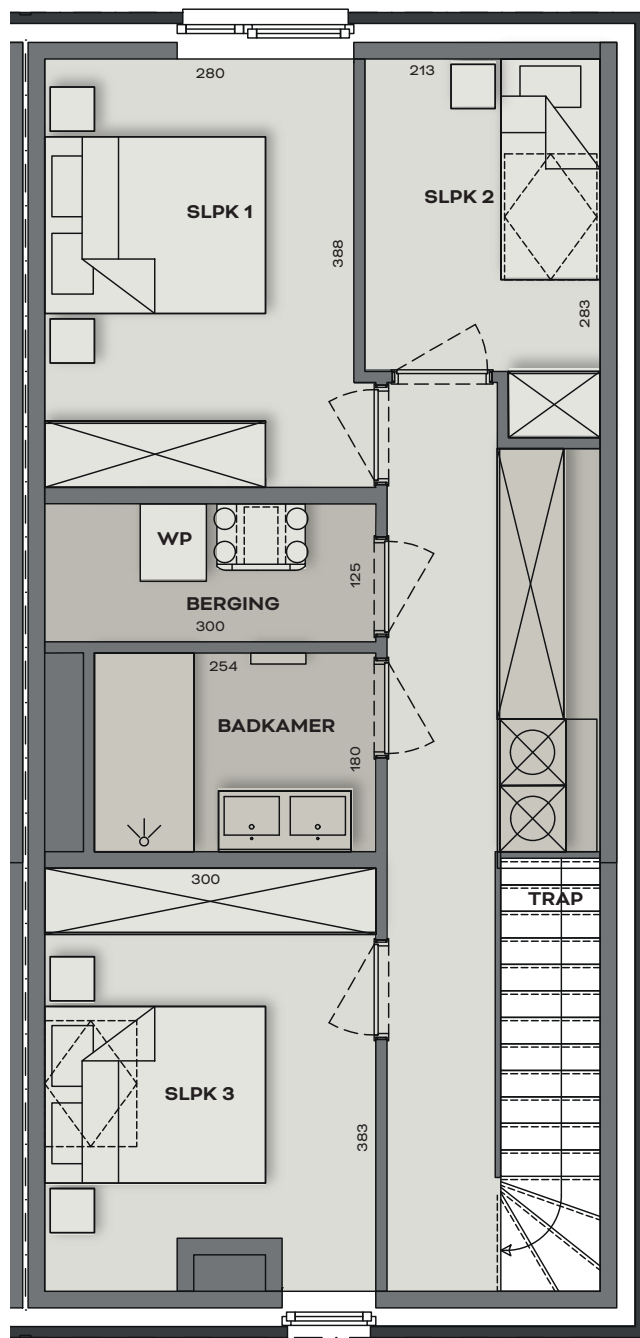 280
213
SLPK 1
SLPK 2
388
283
WP
BERGING
125
300
254
BADKAMER
180
300
TRAP
SLPK 3
383